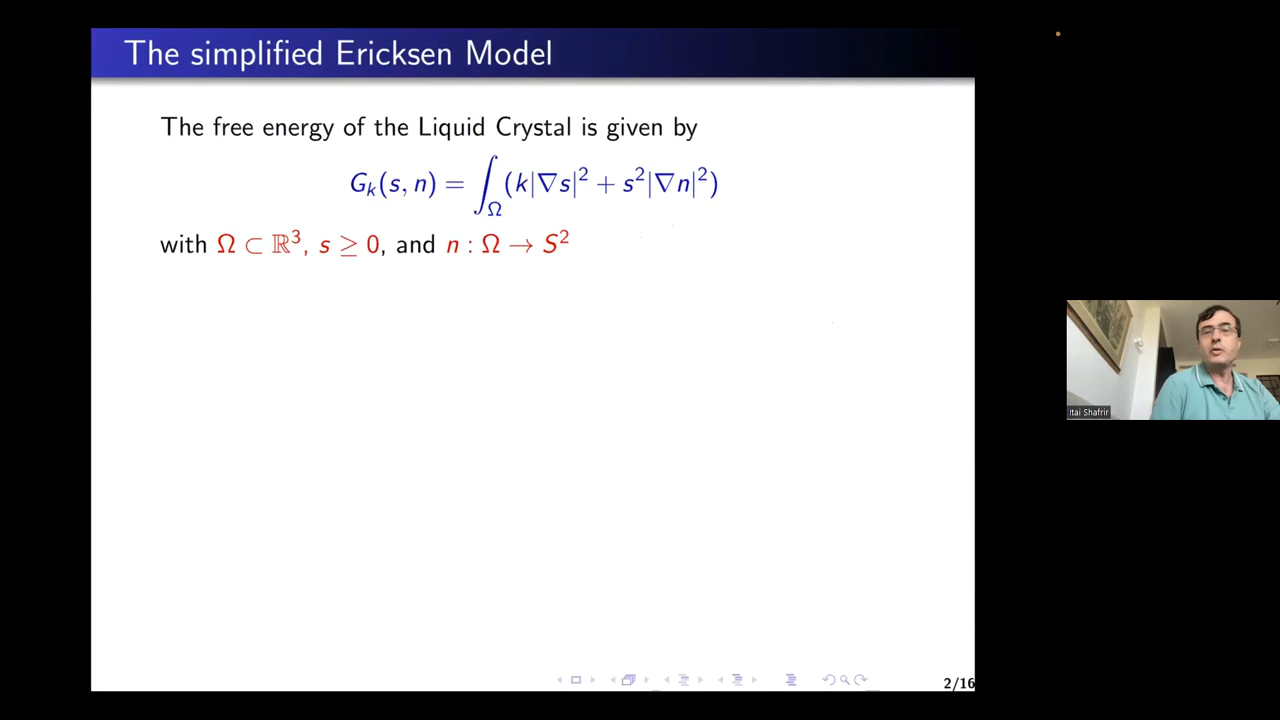 The simplified Ericksen Model
The free energy of the Liquid Crystal is given by
G_k(s, n) = ∫_Ω (k|∇s|² + s²|∇n|²)
with Ω ⊂ ℝ³, s ≥ 0, and n : Ω → S²
Itai Shafrir
2/16